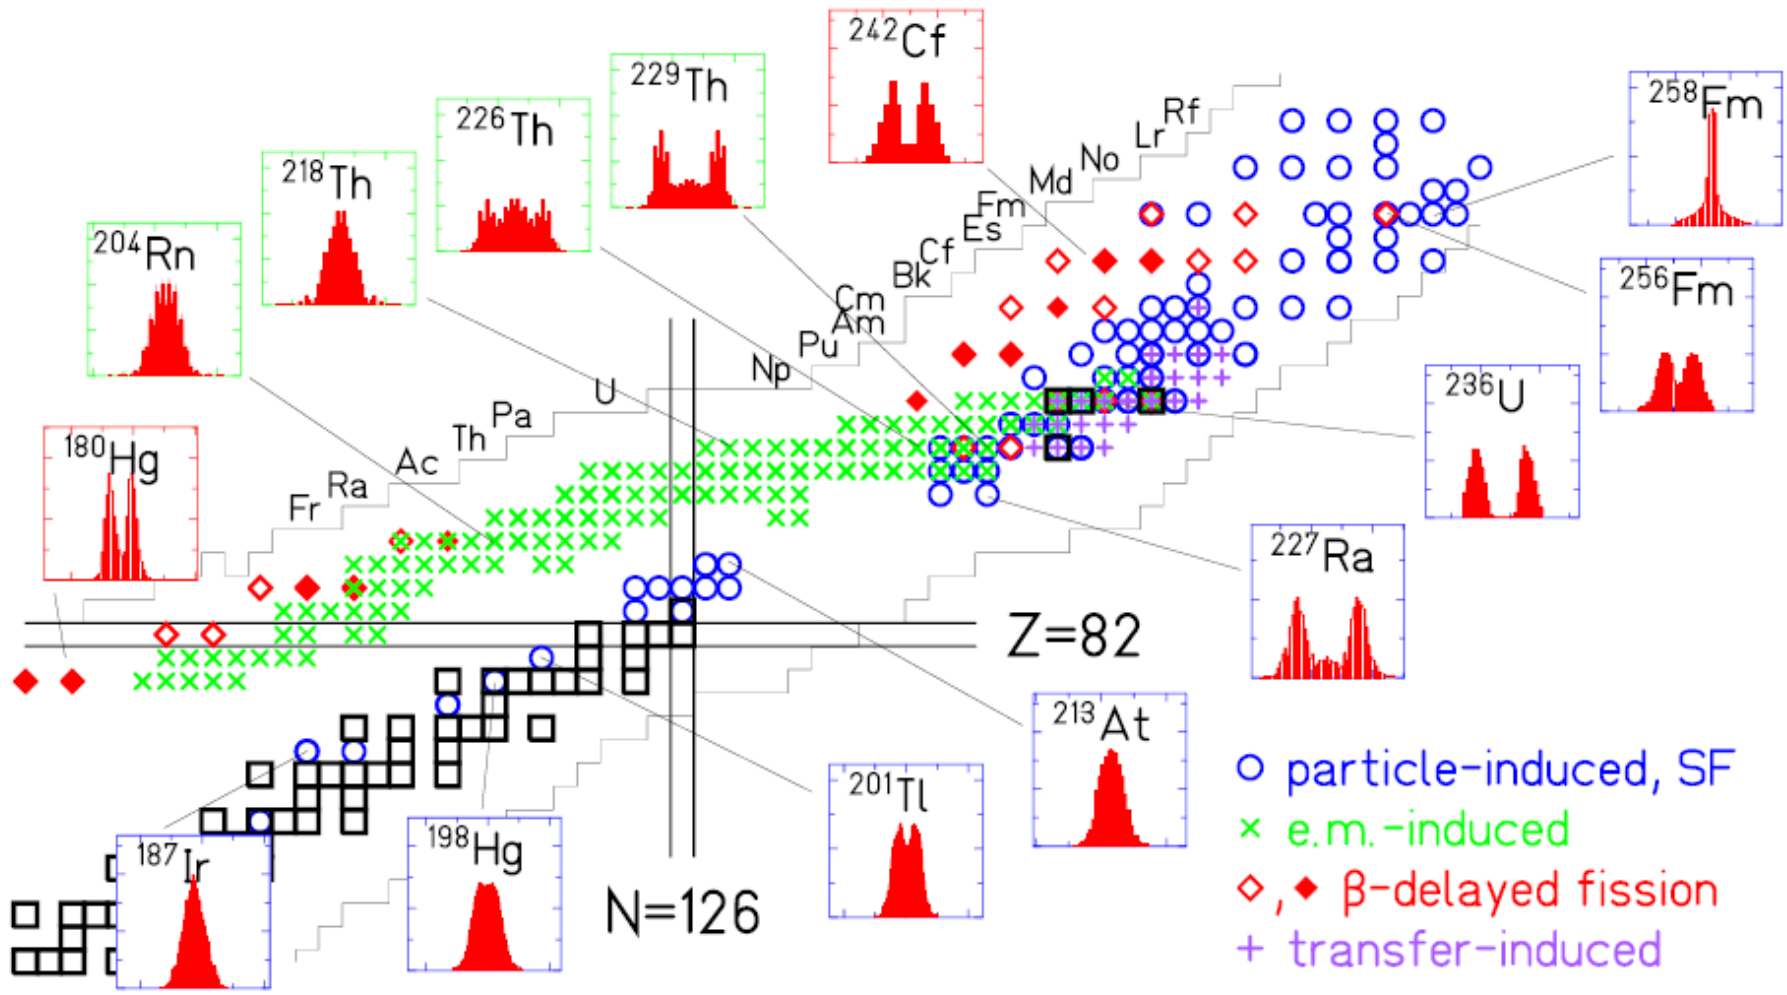 ²⁴²Cf
²²⁹Th
²⁵⁸Fm
²²⁶Th
Rf
Lr
No
²¹⁸Th
Md
Fm
²⁰⁴Rn
Es
Cf
Bk
²⁵⁶Fm
Cm
Am
Pu
Np
²³⁶U
U
Pa
Th
¹⁸⁰Hg
Ac
Ra
Fr
²²⁷Ra
Z=82
²¹³At
particle-induced, SF
²⁰¹Tl
e.m.-induced
¹⁸⁷Ir
¹⁹⁸Hg
, β-delayed fission
N=126
transfer-induced